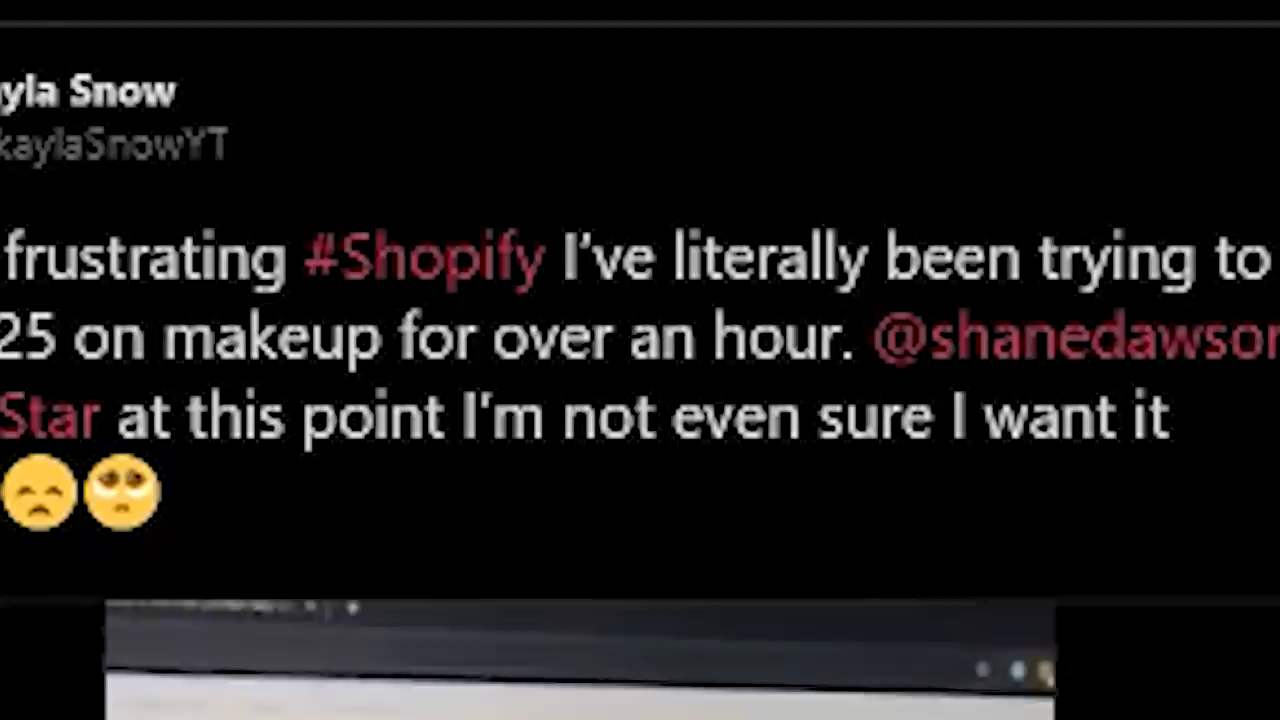 ayla Snow
kaylaSnowYT
frustrating #Shopify I've literally been trying to
25 on makeup for over an hour. @shanedawson
Star at this point I'm not even sure I want it